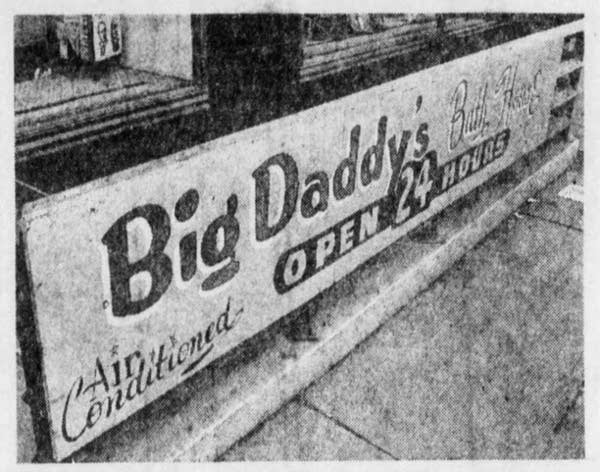 Big Daddy's Bath House
OPEN 24 HOURS
Air
Conditioned